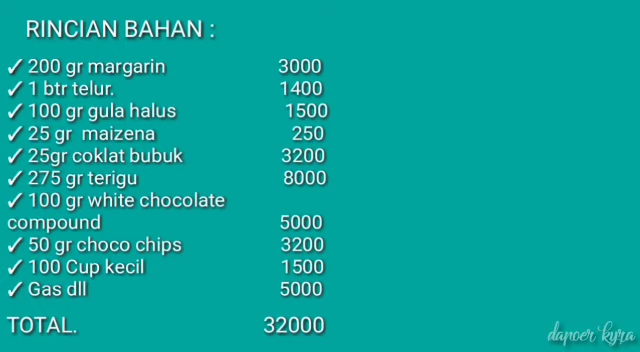 RINCIAN BAHAN :
✓ 200 gr margarin 3000
✓ 1 btr telur. 1400
✓ 100 gr gula halus 1500
✓ 25 gr maizena 250
✓ 25gr coklat bubuk 3200
✓ 275 gr terigu 8000
✓ 100 gr white chocolate
compound 5000
✓ 50 gr choco chips 3200
✓ 100 Cup kecil 1500
✓ Gas dll 5000
TOTAL. 32000
dapoer kyra